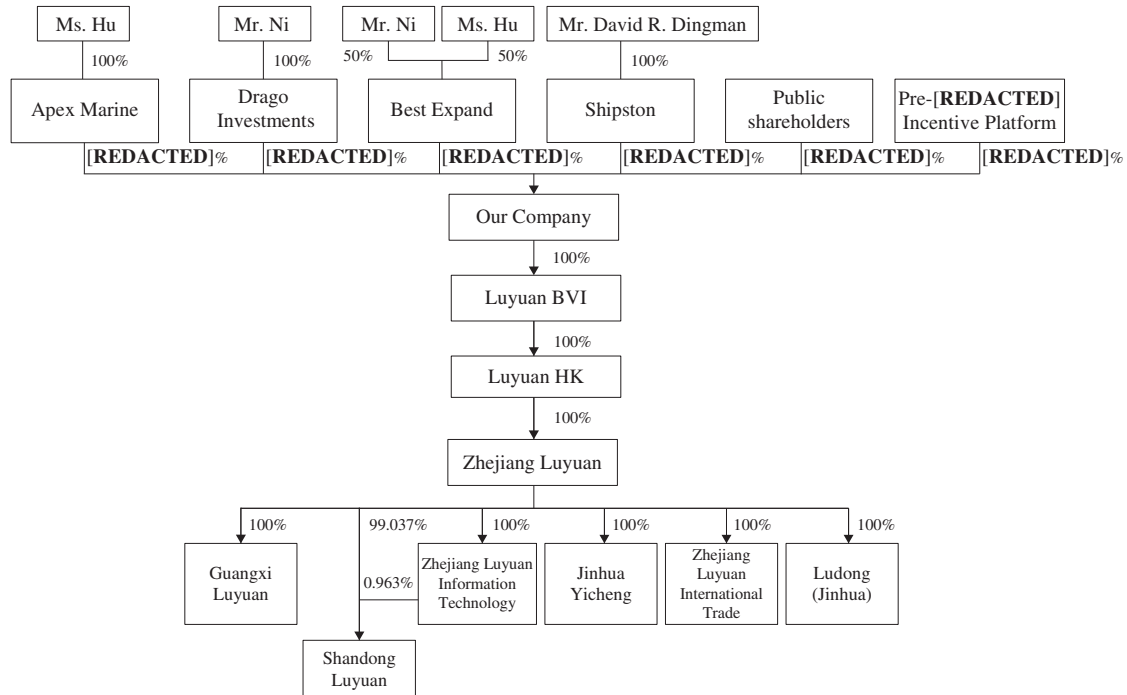 Ms. Hu
Mr. Ni
Mr. Ni
Ms. Hu
Mr. David R. Dingman
100%
100%
50%
50%
100%
Apex Marine
Drago
Investments
Best Expand
Shipston
Public
shareholders
Pre-[REDACTED]
Incentive Platform
[REDACTED]%
[REDACTED]%
[REDACTED]%
[REDACTED]%
[REDACTED]%
[REDACTED]%
Our Company
100%
Luyuan BVI
100%
Luyuan HK
100%
Zhejiang Luyuan
100%
99.037%
100%
100%
100%
100%
Guangxi
Luyuan
0.963%
Zhejiang Luyuan
Information
Technology
Jinhua
Yicheng
Zhejiang
Luyuan
International
Trade
Ludong
(Jinhua)
Shandong
Luyuan